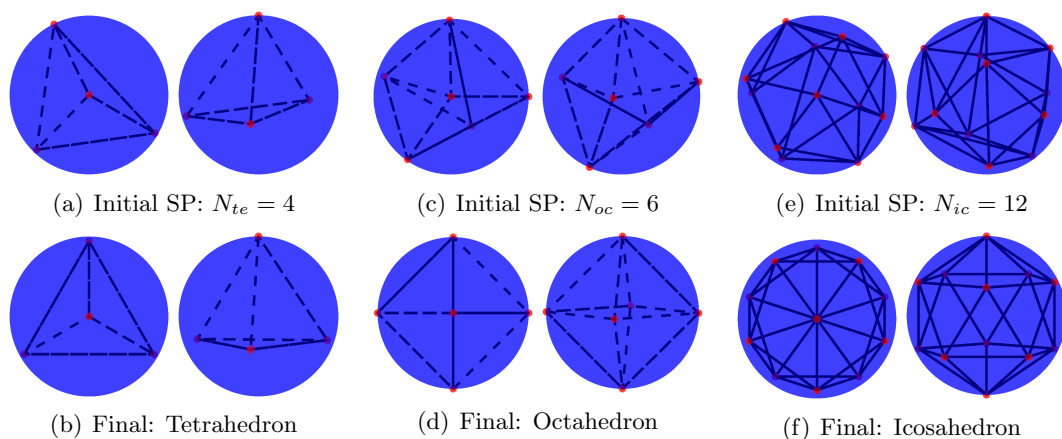 (a) Initial SP: N_{te} = 4
(c) Initial SP: N_{oc} = 6
(e) Initial SP: N_{ic} = 12
(b) Final: Tetrahedron
(d) Final: Octahedron
(f) Final: Icosahedron